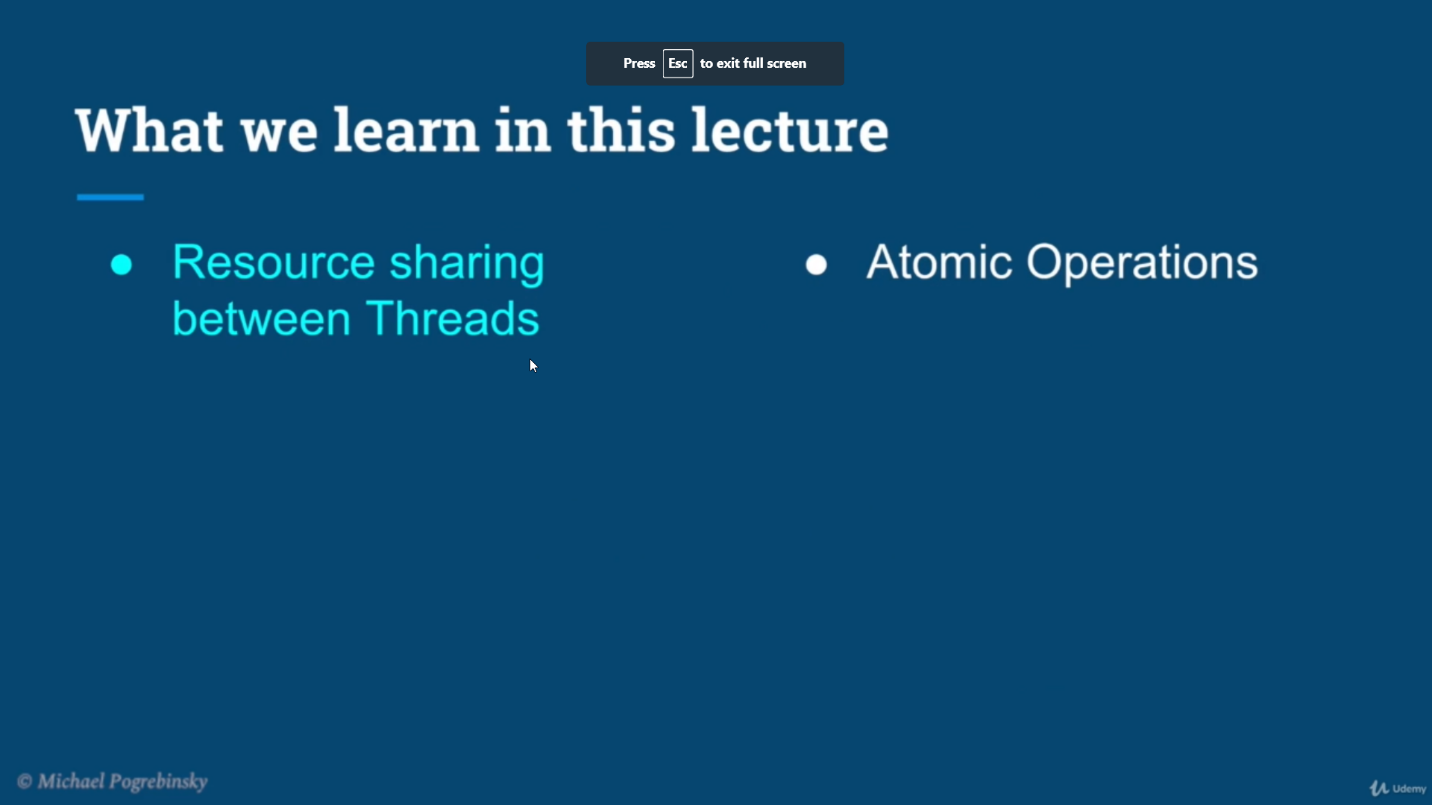 Press Esc to exit full screen
What we learn in this lecture
● Resource sharing
between Threads
● Atomic Operations
© Michael Pogrebinsky
Udemy